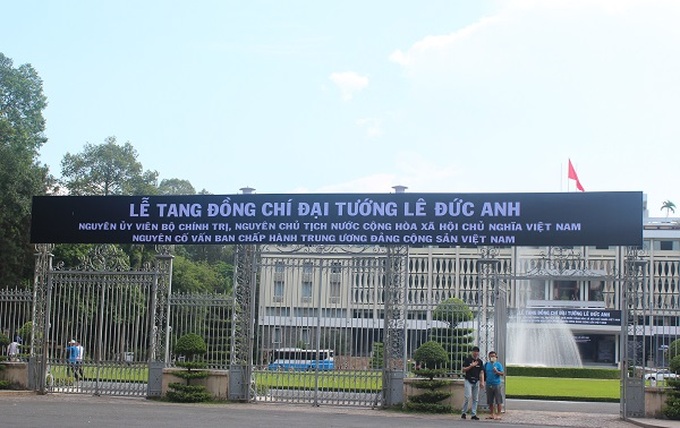 LỄ TANG ĐỒNG CHÍ ĐẠI TƯỚNG LÊ ĐỨC ANH
NGUYÊN ỦY VIÊN BỘ CHÍNH TRỊ, NGUYÊN CHỦ TỊCH NƯỚC CỘNG HÒA XÃ HỘI CHỦ NGHĨA VIỆT NAM
NGUYÊN CỐ VẤN BAN CHẤP HÀNH TRUNG ƯƠNG ĐẢNG CỘNG SẢN VIỆT NAM
LỄ TANG ĐỒNG CHÍ ĐẠI TƯỚNG LÊ ĐỨC ANH